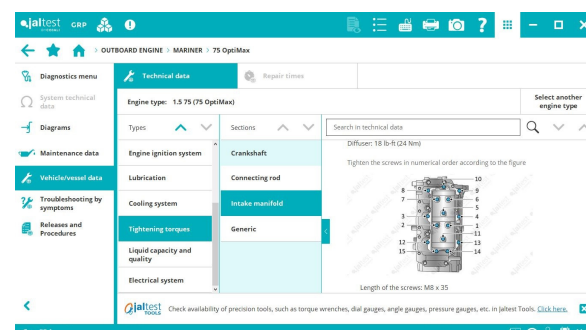 jaltest GRP
OUTBOARD ENGINE > MARINER > 75 OptiMax
Diagnostics menu
System technical data
Diagrams
Maintenance data
Vehicle/vessel data
Troubleshooting by symptoms
Releases and Procedures
Technical data
Repair times
Engine type: 1.5 75 (75 OptiMax)
Select another
engine type
Types
Sections
Search in technical data
Engine ignition system
Lubrication
Cooling system
Tightening torques
Liquid capacity and
quality
Electrical system
Crankshaft
Connecting rod
Intake manifold
Generic
Diffuser: 18 lb-ft (24 Nm)
Tighten the screws in numerical order according to the figure
10
8 9
7 6
5
3 4
2 1
12 11
13
15 14
Length of the screws: M8 x 35
jaltest TOOLS Check availability of precision tools, such as torque wrenches, dial gauges, angle gauges, pressure gauges, etc. in Jaltest Tools. Click here.